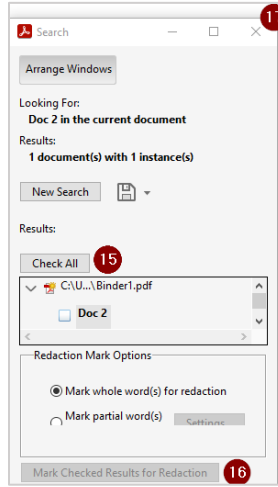 Search
17
Arrange Windows
Looking For:
Doc 2 in the current document
Results:
1 document(s) with 1 instance(s)
New Search
Results:
Check All 15
C:\U...\Binder1.pdf
Doc 2
Redaction Mark Options
Mark whole word(s) for redaction
Mark partial word(s)
Settings...
Mark Checked Results for Redaction 16